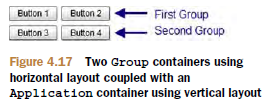 Button 1 Button 2 First Group
Button 3 Button 4 Second Group
Figure 4.17 Two Group containers using
horizontal layout coupled with an
Application container using vertical layout